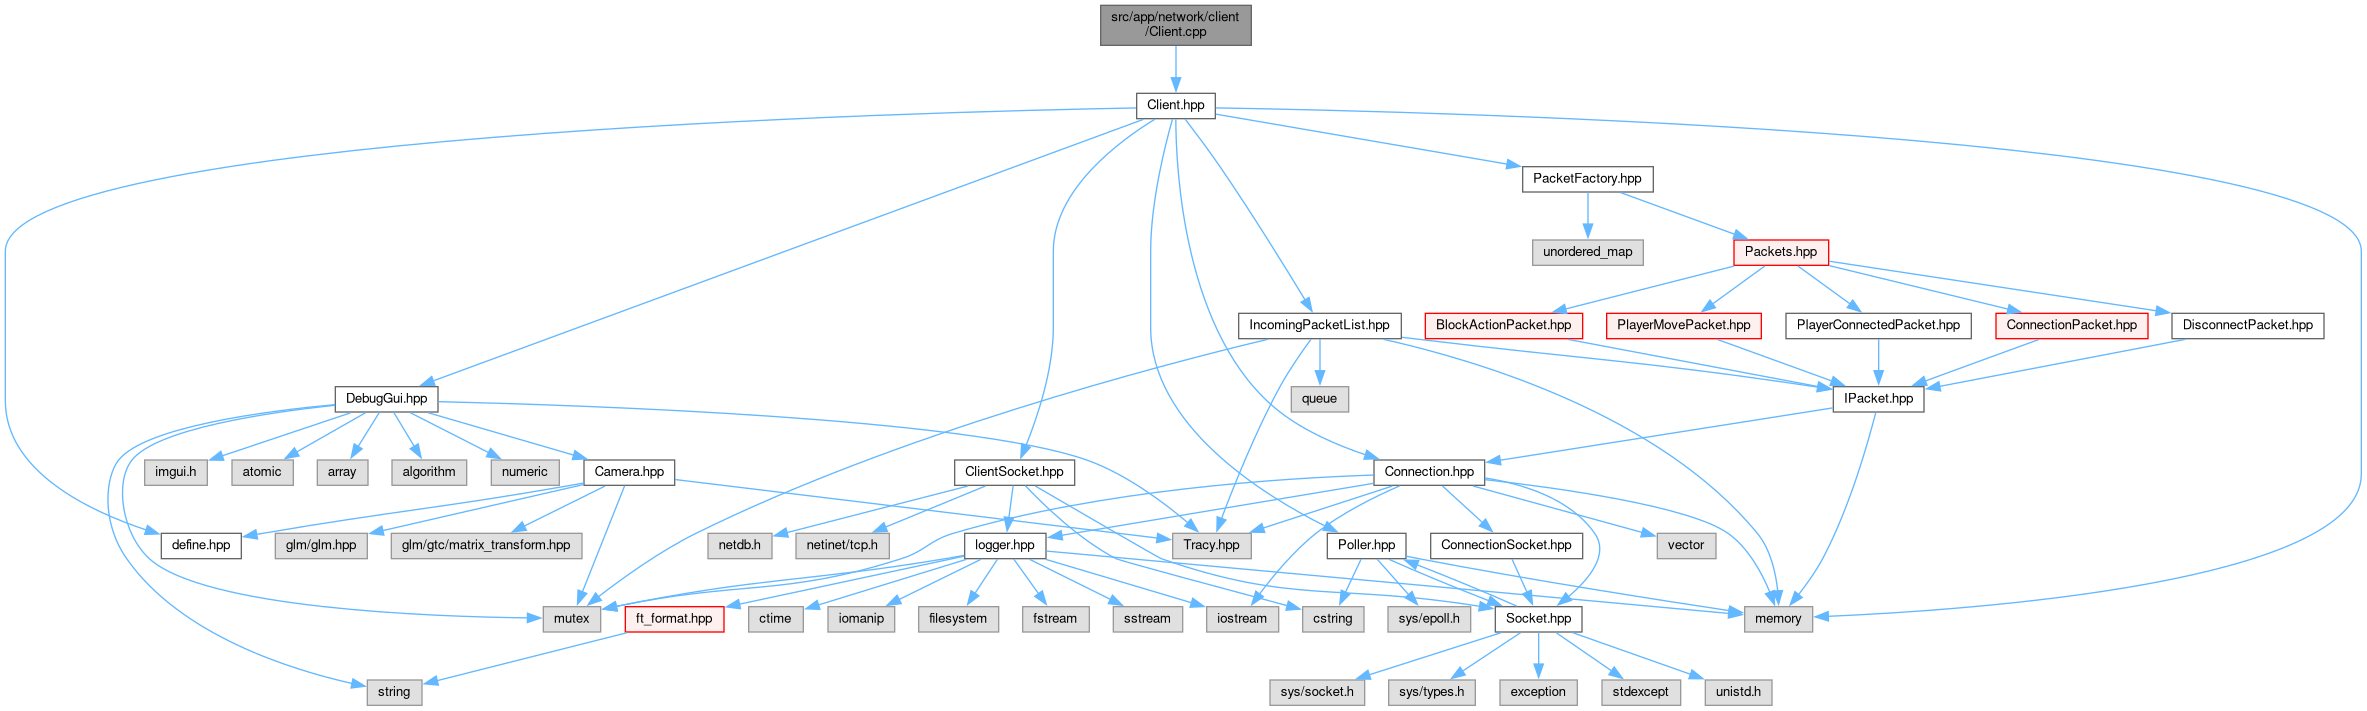 src/app/network/client
/Client.cpp
Client.hpp
PacketFactory.hpp
unordered_map
Packets.hpp
IncomingPacketList.hpp
BlockActionPacket.hpp
PlayerMovePacket.hpp
PlayerConnectedPacket.hpp
ConnectionPacket.hpp
DisconnectPacket.hpp
DebugGui.hpp
queue
IPacket.hpp
imgui.h
atomic
array
algorithm
numeric
Camera.hpp
ClientSocket.hpp
Connection.hpp
define.hpp
glm/glm.hpp
glm/gtc/matrix_transform.hpp
netdb.h
netinet/tcp.h
logger.hpp
Tracy.hpp
Poller.hpp
ConnectionSocket.hpp
vector
mutex
ft_format.hpp
ctime
iomanip
filesystem
fstream
sstream
iostream
cstring
sys/epoll.h
Socket.hpp
memory
string
sys/socket.h
sys/types.h
exception
stdexcept
unistd.h